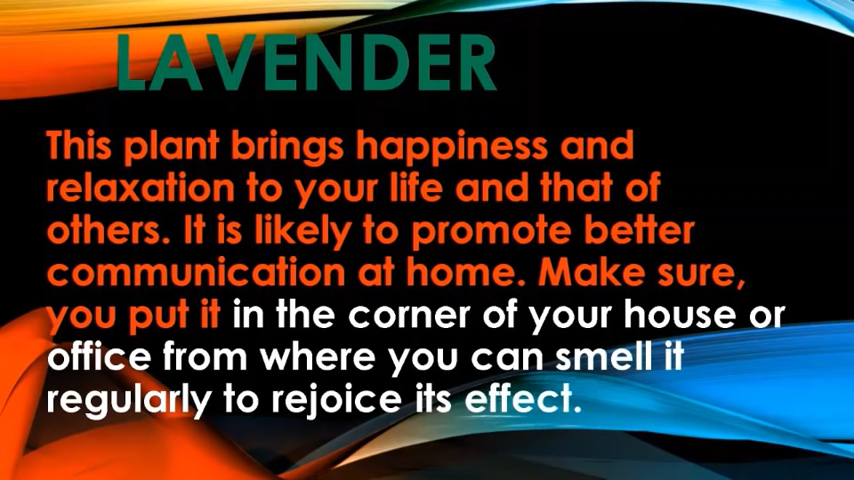 LAVENDER
This plant brings happiness and
relaxation to your life and that of
others. It is likely to promote better
communication at home. Make sure,
you put it in the corner of your house or
office from where you can smell it
regularly to rejoice its effect.